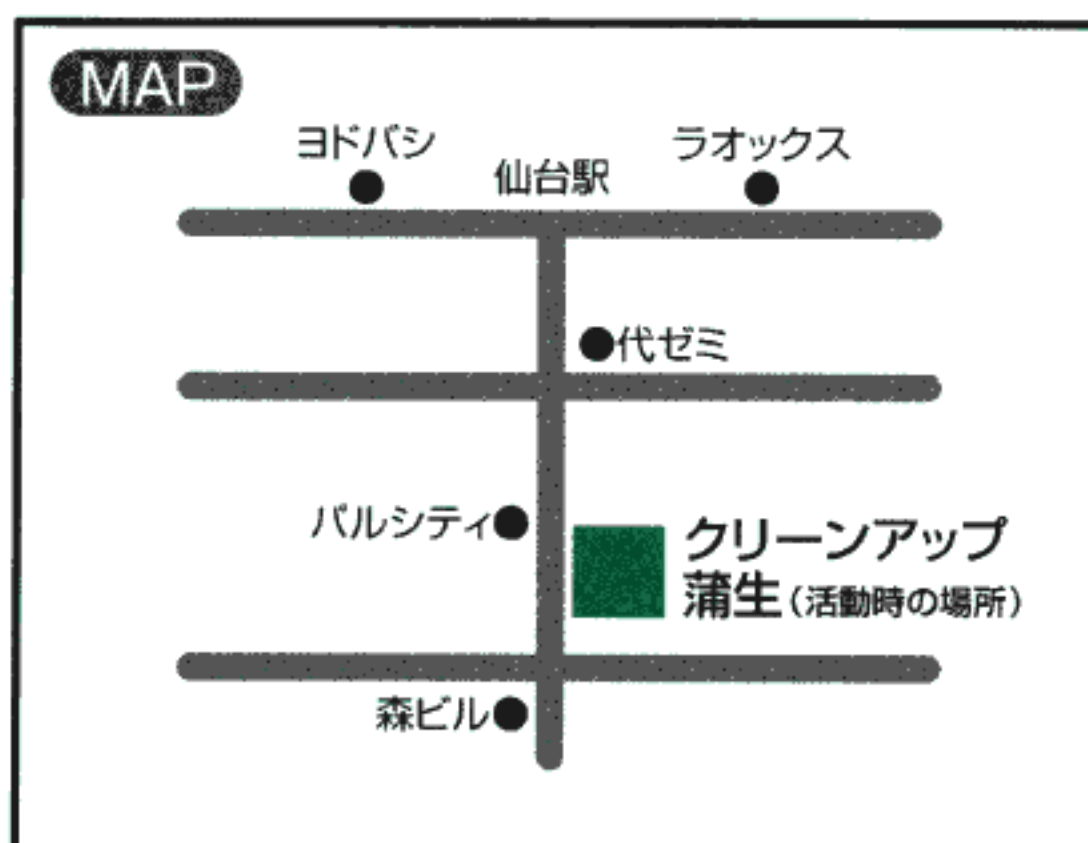 MAP
ヨドバシ
仙台駅
ラオックス
代ゼミ
パルシティ
クリーンアップ
蒲生(活動時の場所)
森ビル